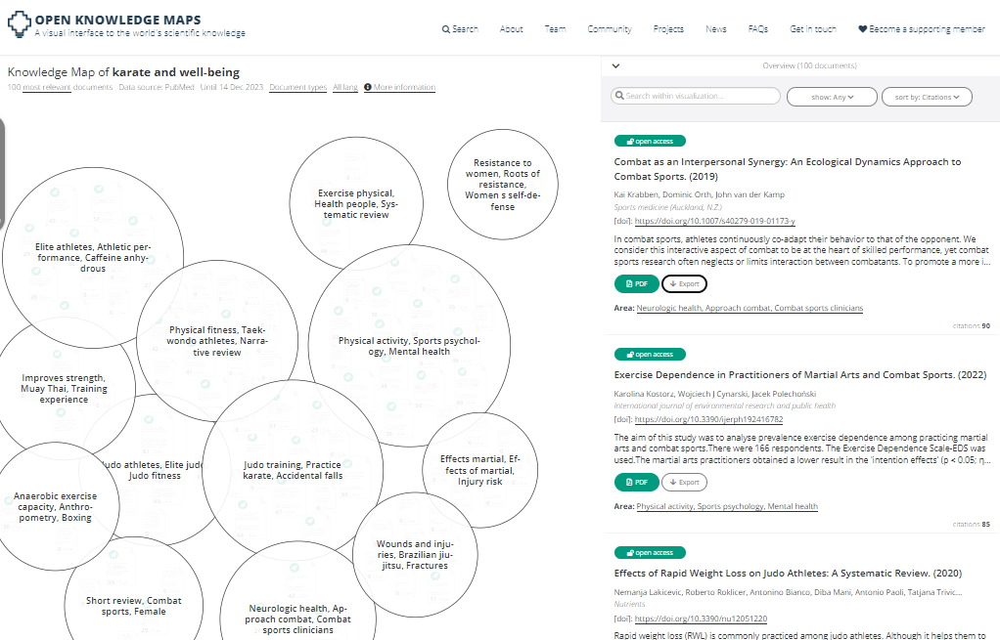 OPEN KNOWLEDGE MAPS
A visual interface to the world's scientific knowledge
Search About Team Community Projects News FAQs Get in touch Become a supporting member
Knowledge Map of karate and well-being
100 most relevant documents Data source: PubMed Until 14 Dec 2023 Document types All lang More information
Resistance to
women, Roots of
resistance,
Women s self-de-
fense
Exercise physical,
Health people, Sys-
tematic review
Elite athletes, Athletic per-
formance, Caffeine anhy-
drous
Physical fitness, Taek-
wondo athletes, Narra-
tive review
Physical activity, Sports psychol-
ogy, Mental health
Improves strength,
Muay Thai, Training
experience
Judo athletes, Elite jud
Judo fitness
Judo training, Practice
karate, Accidental falls
Effects martial, Ef-
fects of martial,
Injury risk
Anaerobic exercise
capacity, Anthro-
pometry, Boxing
Wounds and inju-
ries, Brazilian jiu-
jitsu, Fractures
Short review, Combat
sports, Female
Neurologic health, Ap-
proach combat, Combat
sports clinicians
Overview (100 documents)
Search within visualization...
show: Any
sort by: Citations
open access
Combat as an Interpersonal Synergy: An Ecological Dynamics Approach to
Combat Sports. (2019)
Kai Krabben, Dominic Orth, John van der Kamp
Sports medicine (Auckland, N.Z.)
[doi]: https://doi.org/10.1007/s40279-019-01173-y
In combat sports, athletes continuously co-adapt their behavior to that of the opponent. We
consider this interactive aspect of combat to be at the heart of skilled performance, yet combat
sports research often neglects or limits interaction between combatants. To promote a more i...
PDF Export
Area: Neurologic health, Approach combat, Combat sports clinicians
citations 90
open access
Exercise Dependence in Practitioners of Martial Arts and Combat Sports. (2022)
Karolina Kostorz, Wojciech J Cynarski, Jacek Polechoński
International journal of environmental research and public health
[doi]: https://doi.org/10.3390/ijerph192416782
The aim of this study was to analyse prevalence exercise dependence among practicing martial
arts and combat sports.There were 166 respondents. The Exercise Dependence Scale-EDS was
used.The martial arts practitioners obtained a lower result in the 'intention effects' (p < 0.05; η...
PDF Export
Area: Physical activity, Sports psychology, Mental health
citations 85
open access
Effects of Rapid Weight Loss on Judo Athletes: A Systematic Review. (2020)
Nemanja Lakicevic, Roberto Roklicer, Antonino Bianco, Diba Mani, Antonio Paoli, Tatjana Trivic...
Nutrients
[doi]: https://doi.org/10.3390/nu12051220
Rapid weight loss (RWL) is commonly practiced among judo athletes. Although it helps them to